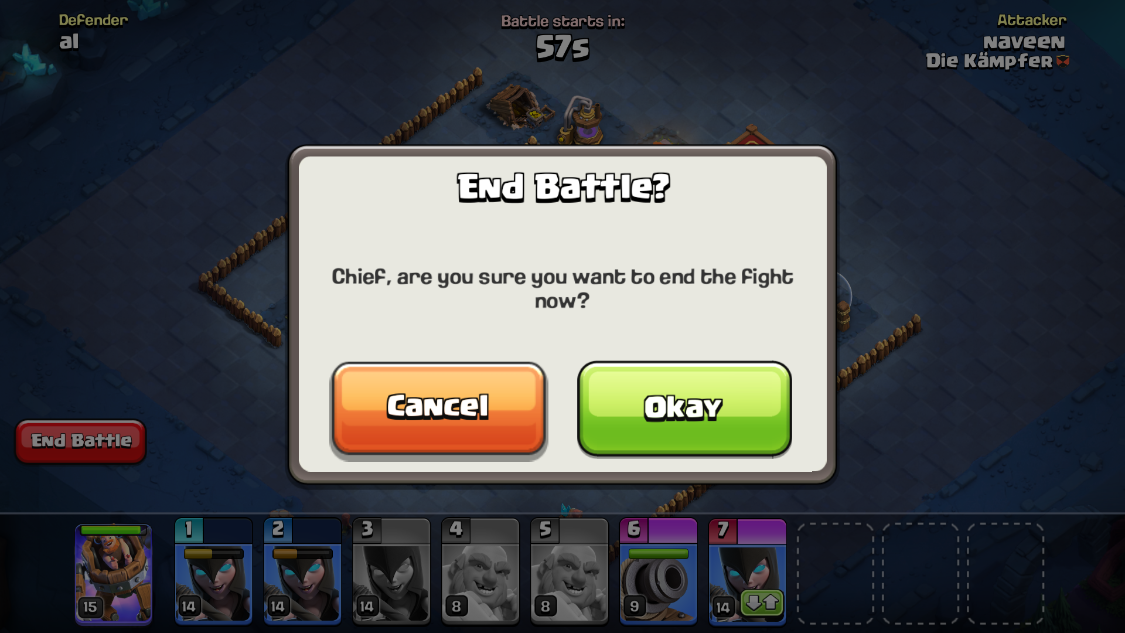 Defender
al
Battle starts in:
57s
Attacker
naveen
Die Kämpfer
End Battle?
Chief, are you sure you want to end the fight
now?
Cancel
Okay
End Battle
1
2
3
4
5
6
7
15
14
14
14
8
8
9
14